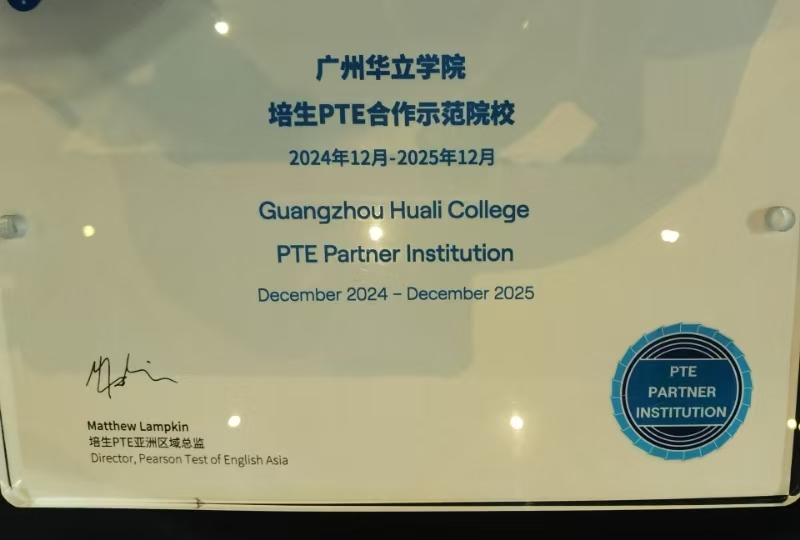 广州华立学院
培生PTE合作示范院校
2024年12月-2025年12月
Guangzhou Huali College
PTE Partner Institution
December 2024 – December 2025
Matthew Lampkin
培生PTE亚洲区域总监
Director, Pearson Test of English Asia
PTE
PARTNER
INSTITUTION